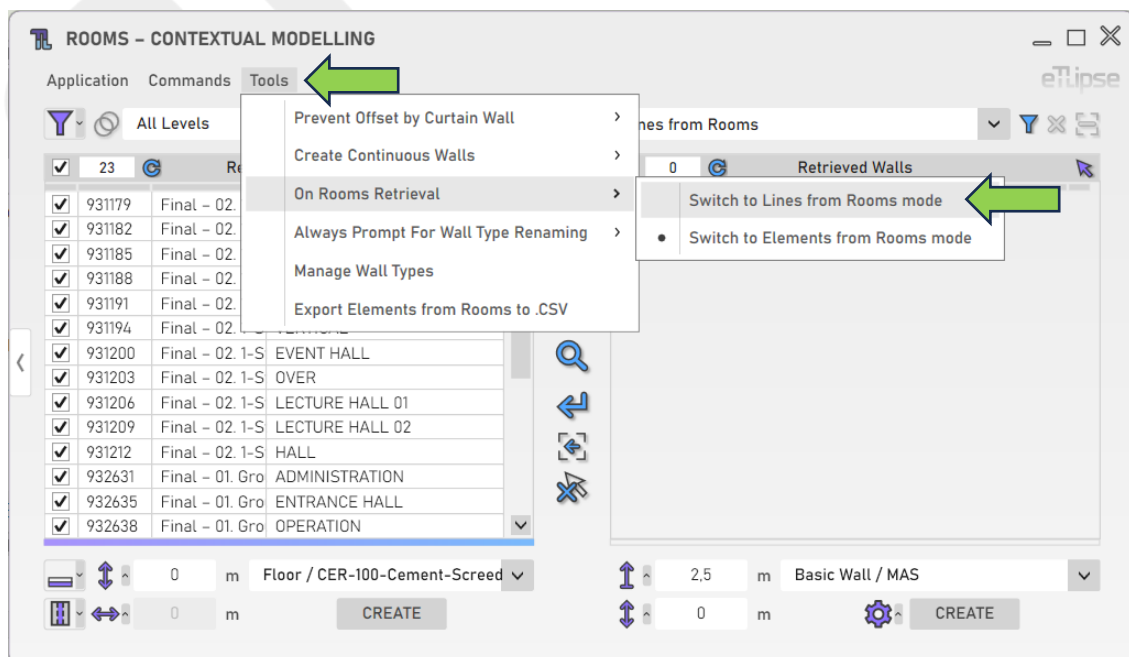 ROOMS – CONTEXTUAL MODELLING
Application Commands Tools
eTLipse
All Levels
Prevent Offset by Curtain Wall
nes from Rooms
23
Create Continuous Walls
0 Retrieved Walls
On Rooms Retrieval
Switch to Lines from Rooms mode
931179 Final – 02.
931182 Final – 02.
Always Prompt For Wall Type Renaming
Switch to Elements from Rooms mode
931185 Final – 02.
931188 Final – 02.
Manage Wall Types
931191 Final – 02.
Export Elements from Rooms to .CSV
931194 Final – 02.
931200 Final – 02. 1-S EVENT HALL
931203 Final – 02. 1-S OVER
931206 Final – 02. 1-S LECTURE HALL 01
931209 Final – 02. 1-S LECTURE HALL 02
931212 Final – 02. 1-S HALL
932631 Final – 01. Gro ADMINISTRATION
932635 Final – 01. Gro ENTRANCE HALL
932638 Final – 01. Gro OPERATION
0 m Floor / CER-100-Cement-Screed
2,5 m Basic Wall / MAS
0 m CREATE
0 m CREATE